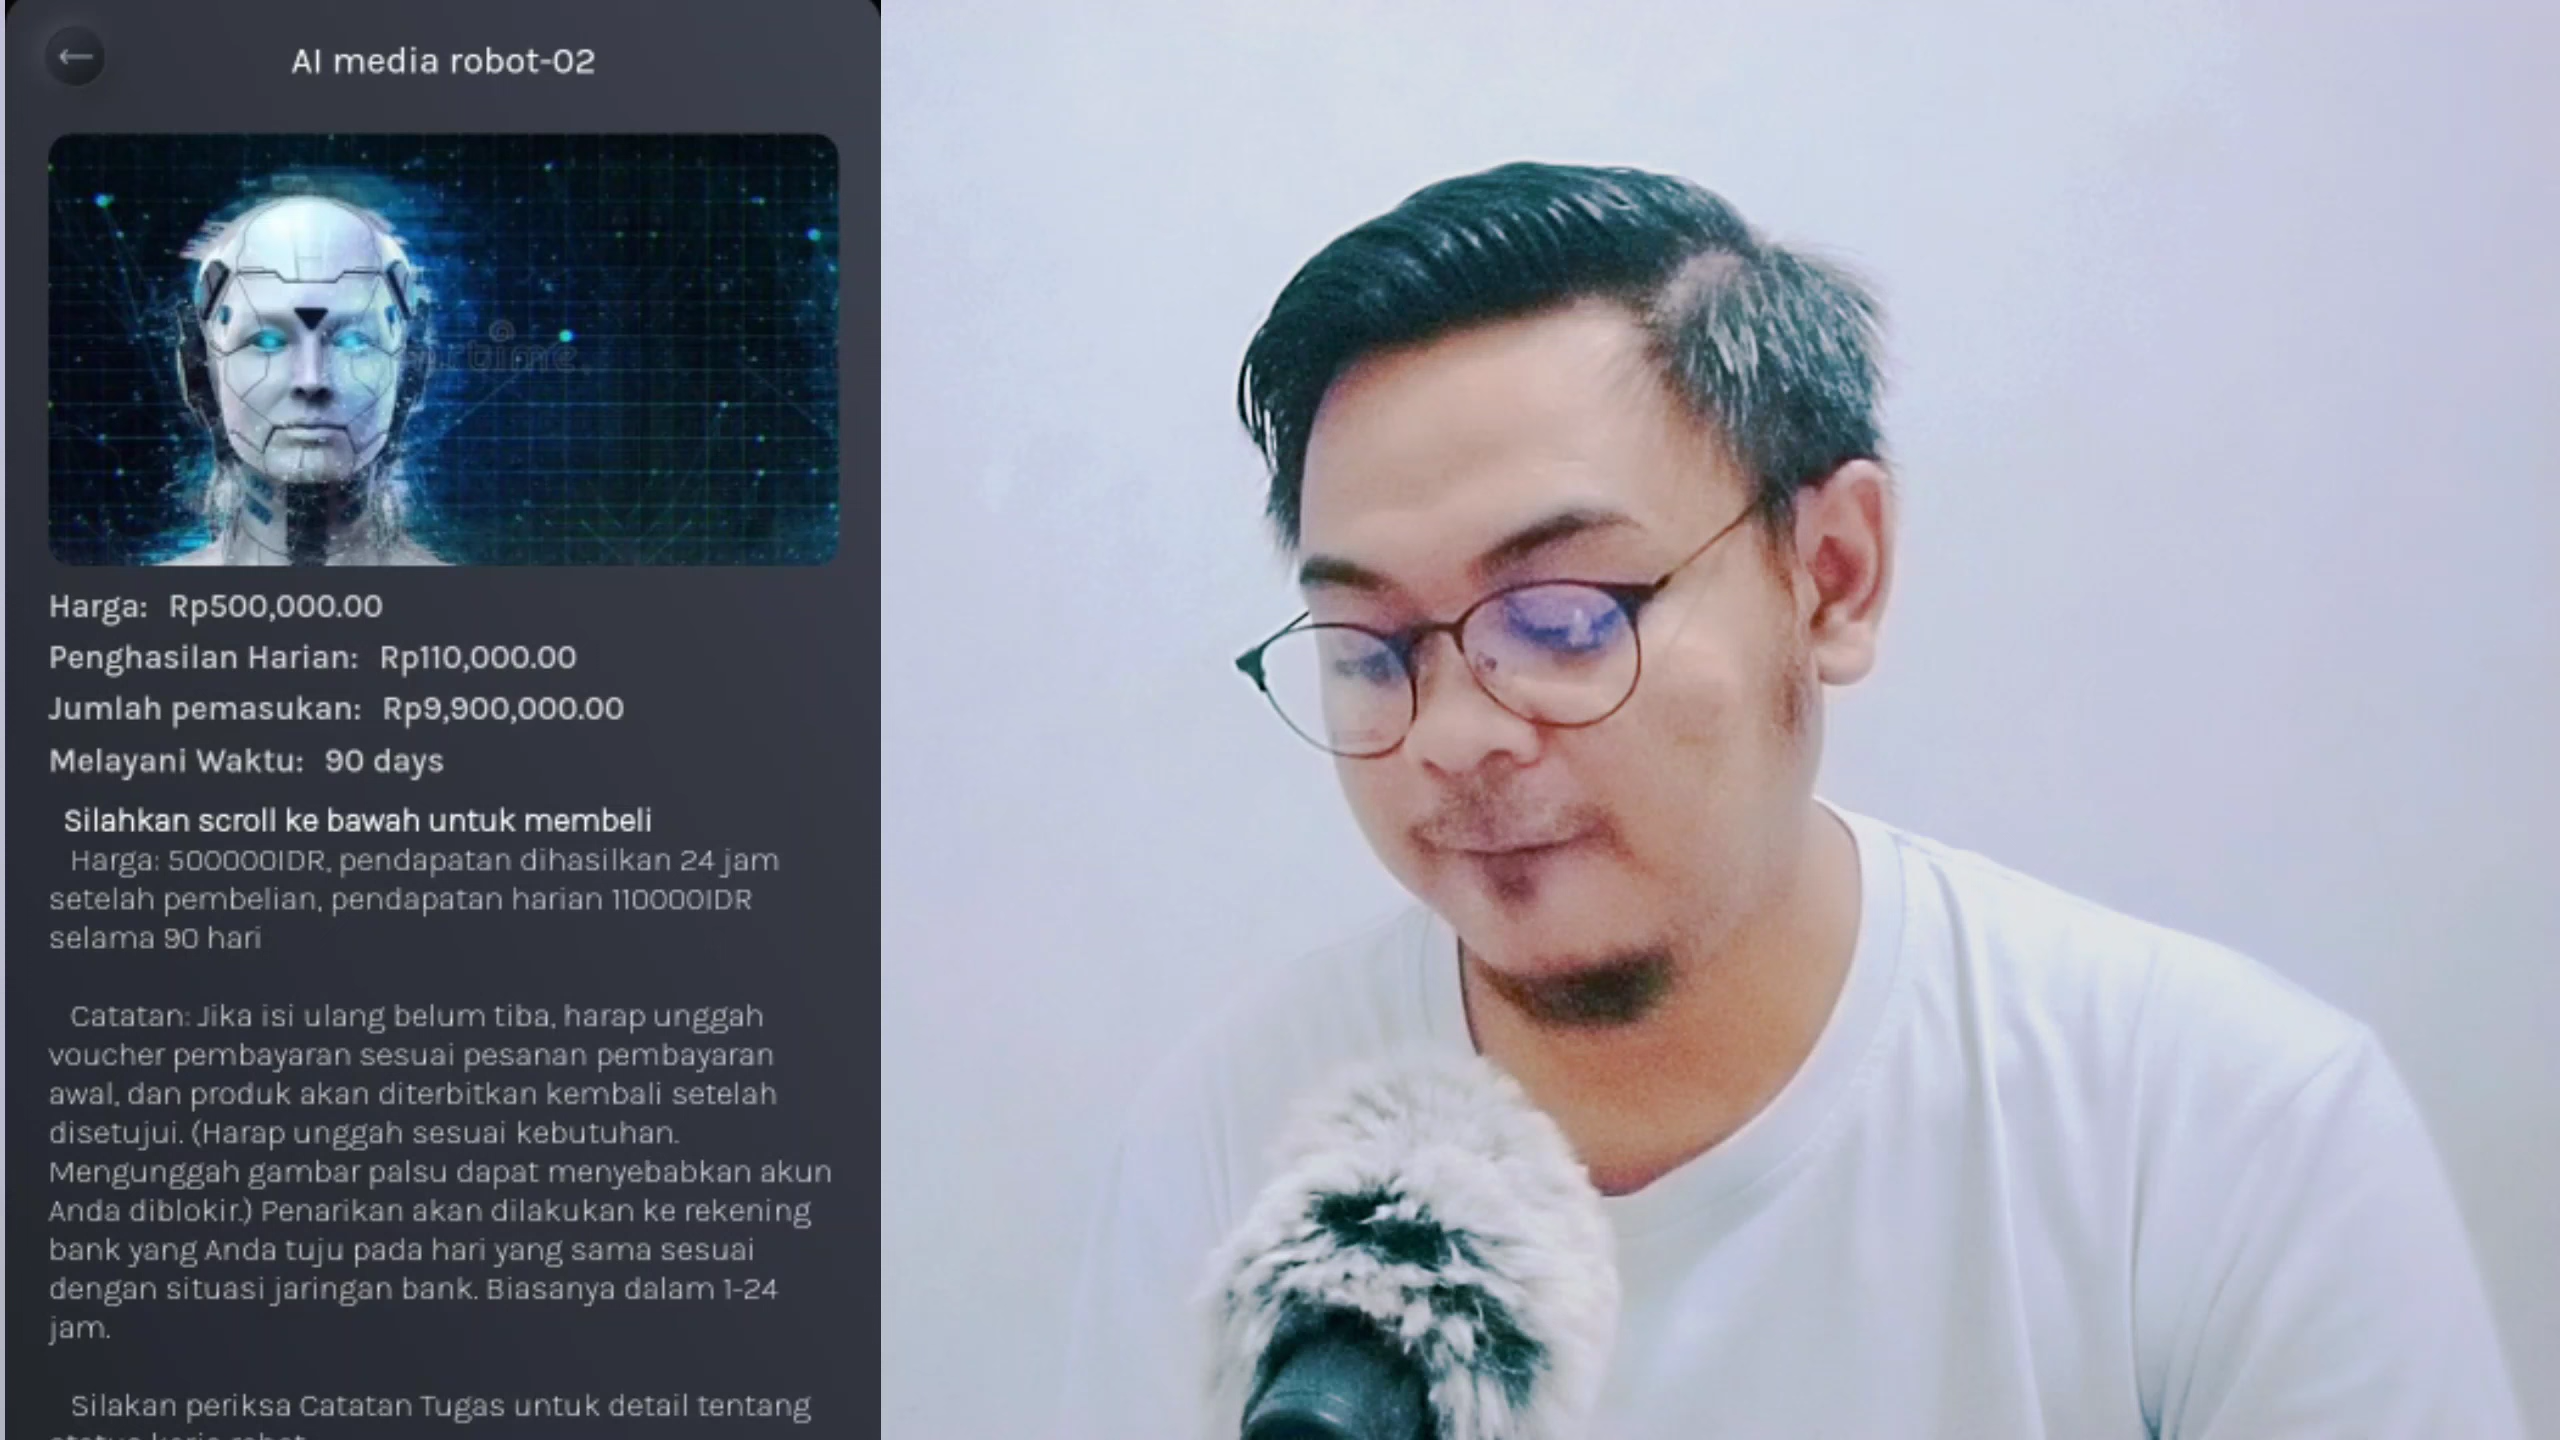 AI media robot-02
Harga: Rp500,000.00
Penghasilan Harian: Rp110,000.00
Jumlah pemasukan: Rp9,900,000.00
Melayani Waktu: 90 days
Silahkan scroll ke bawah untuk membeli
Harga: 500000IDR, pendapatan dihasilkan 24 jam
setelah pembelian, pendapatan harian 110000IDR
selama 90 hari
Catatan: Jika isi ulang belum tiba, harap unggah
voucher pembayaran sesuai pesanan pembayaran
awal, dan produk akan diterbitkan kembali setelah
disetujui. (Harap unggah sesuai kebutuhan.
Mengunggah gambar palsu dapat menyebabkan akun
Anda diblokir.) Penarikan akan dilakukan ke rekening
bank yang Anda tuju pada hari yang sama sesuai
dengan situasi jaringan bank. Biasanya dalam 1-24
jam.
Silakan periksa Catatan Tugas untuk detail tentang